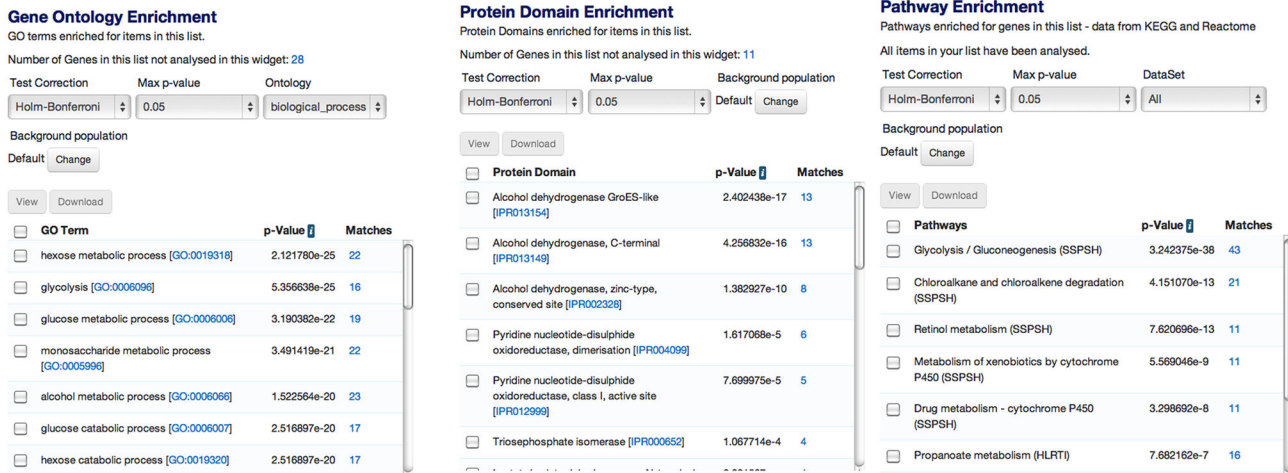 Gene Ontology Enrichment
GO terms enriched for items in this list.
Number of Genes in this list not analysed in this widget: 28
Test Correction Max p-value Ontology
Holm-Bonferroni 0.05 biological_process
Background population
Default Change
View Download
GO Term p-Value i Matches
hexose metabolic process [GO:0019318] 2.121780e-25 22
glycolysis [GO:0006096] 5.356638e-25 16
glucose metabolic process [GO:0006006] 3.190382e-22 19
monosaccharide metabolic process
[GO:0005996] 3.491419e-21 22
alcohol metabolic process [GO:0006066] 1.522564e-20 23
glucose catabolic process [GO:0006007] 2.516897e-20 17
hexose catabolic process [GO:0019320] 2.516897e-20 17
Protein Domain Enrichment
Protein Domains enriched for items in this list.
Number of Genes in this list not analysed in this widget: 11
Test Correction Max p-value Background population
Holm-Bonferroni 0.05 Default Change
View Download
Protein Domain p-Value i Matches
Alcohol dehydrogenase GroES-like 2.402438e-17 13
[IPR013154]
Alcohol dehydrogenase, C-terminal 4.256832e-16 13
[IPR013149]
Alcohol dehydrogenase, zinc-type, 1.382927e-10 8
conserved site [IPR002328]
Pyridine nucleotide-disulphide 1.617068e-5 6
oxidoreductase, dimerisation [IPR004099]
Pyridine nucleotide-disulphide 7.699975e-5 5
oxidoreductase, class I, active site
[IPR012999]
Triosephosphate isomerase [IPR000652] 1.067714e-4 4
Pathway Enrichment
Pathways enriched for genes in this list - data from KEGG and Reactome
All items in your list have been analysed.
Test Correction Max p-value DataSet
Holm-Bonferroni 0.05 All
Background population
Default Change
View Download
Pathways p-Value i Matches
Glycolysis / Gluconeogenesis (SSPSH) 3.242375e-38 43
Chloroalkane and chloroalkene degradation 4.151070e-13 21
(SSPSH)
Retinol metabolism (SSPSH) 7.620696e-13 11
Metabolism of xenobiotics by cytochrome 5.569046e-9 11
P450 (SSPSH)
Drug metabolism - cytochrome P450 3.298692e-8 11
(SSPSH)
Propanoate metabolism (HLRTI) 7.682162e-7 16